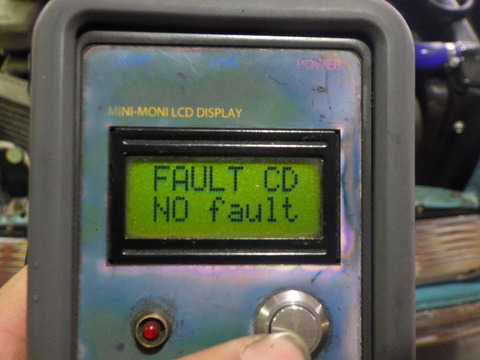 POWER
MINI-MONI LCD DISPLAY
FAULT CD
NO fault